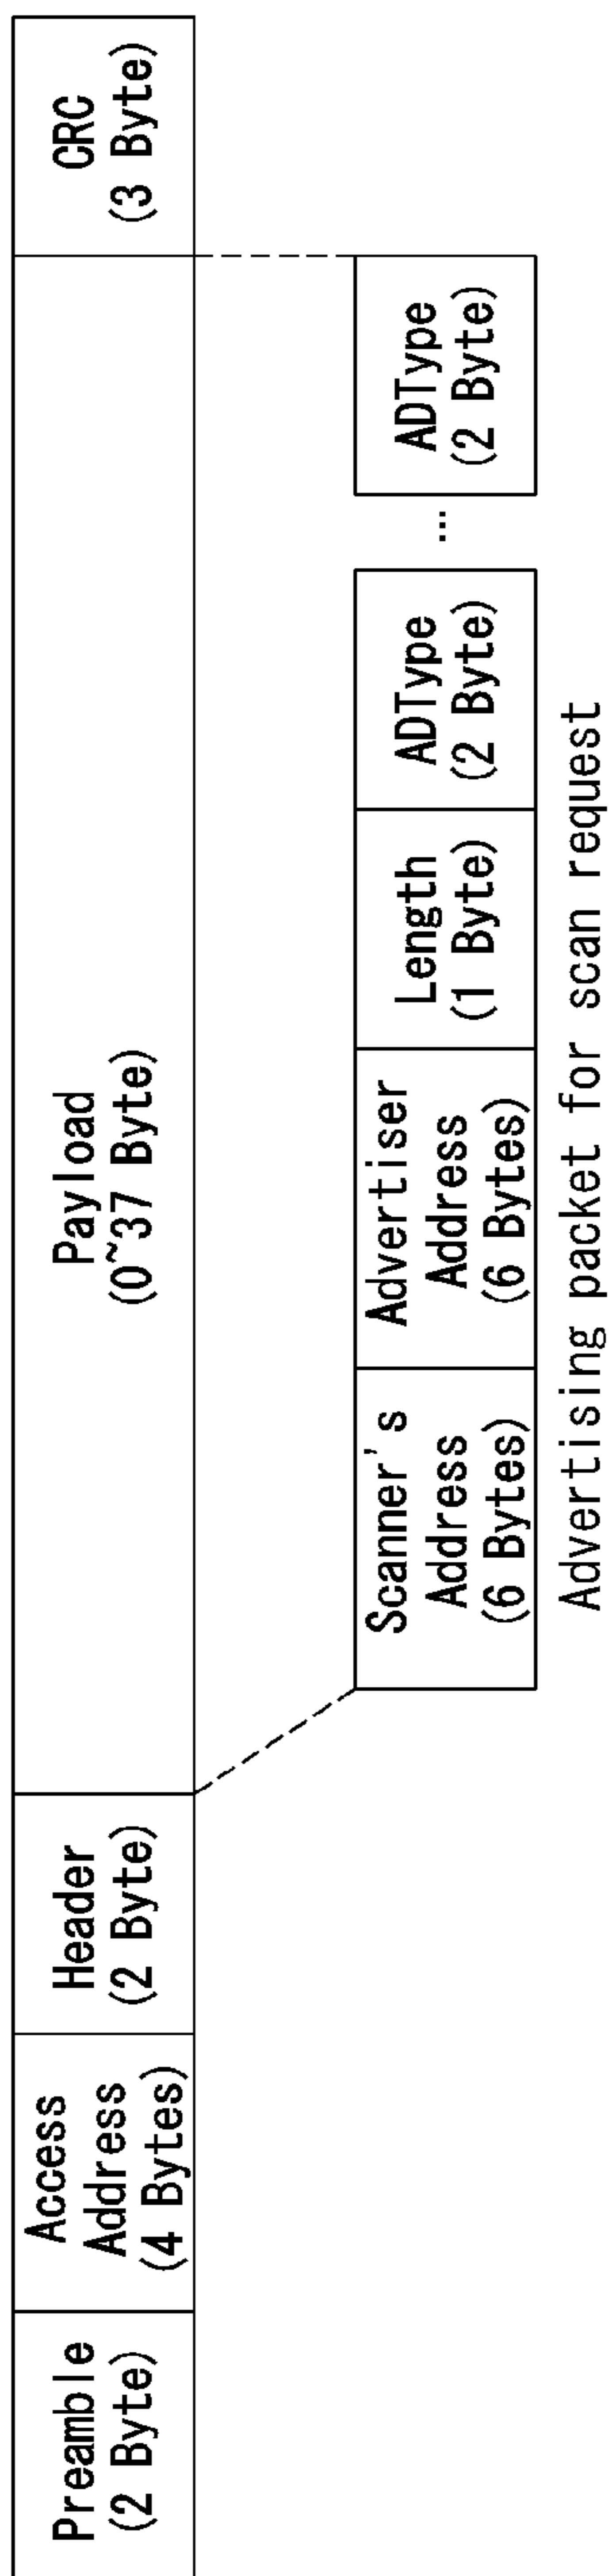 Preamble
(2 Byte)
Access
Address
(4 Bytes)
Header
(2 Byte)
Payload
(0~37 Byte)
CRC
(3 Byte)
Scanner's
Address
(6 Bytes)
Advertiser
Address
(6 Bytes)
Length
(1 Byte)
ADType
(2 Byte)
...
ADType
(2 Byte)
Advertising packet for scan request